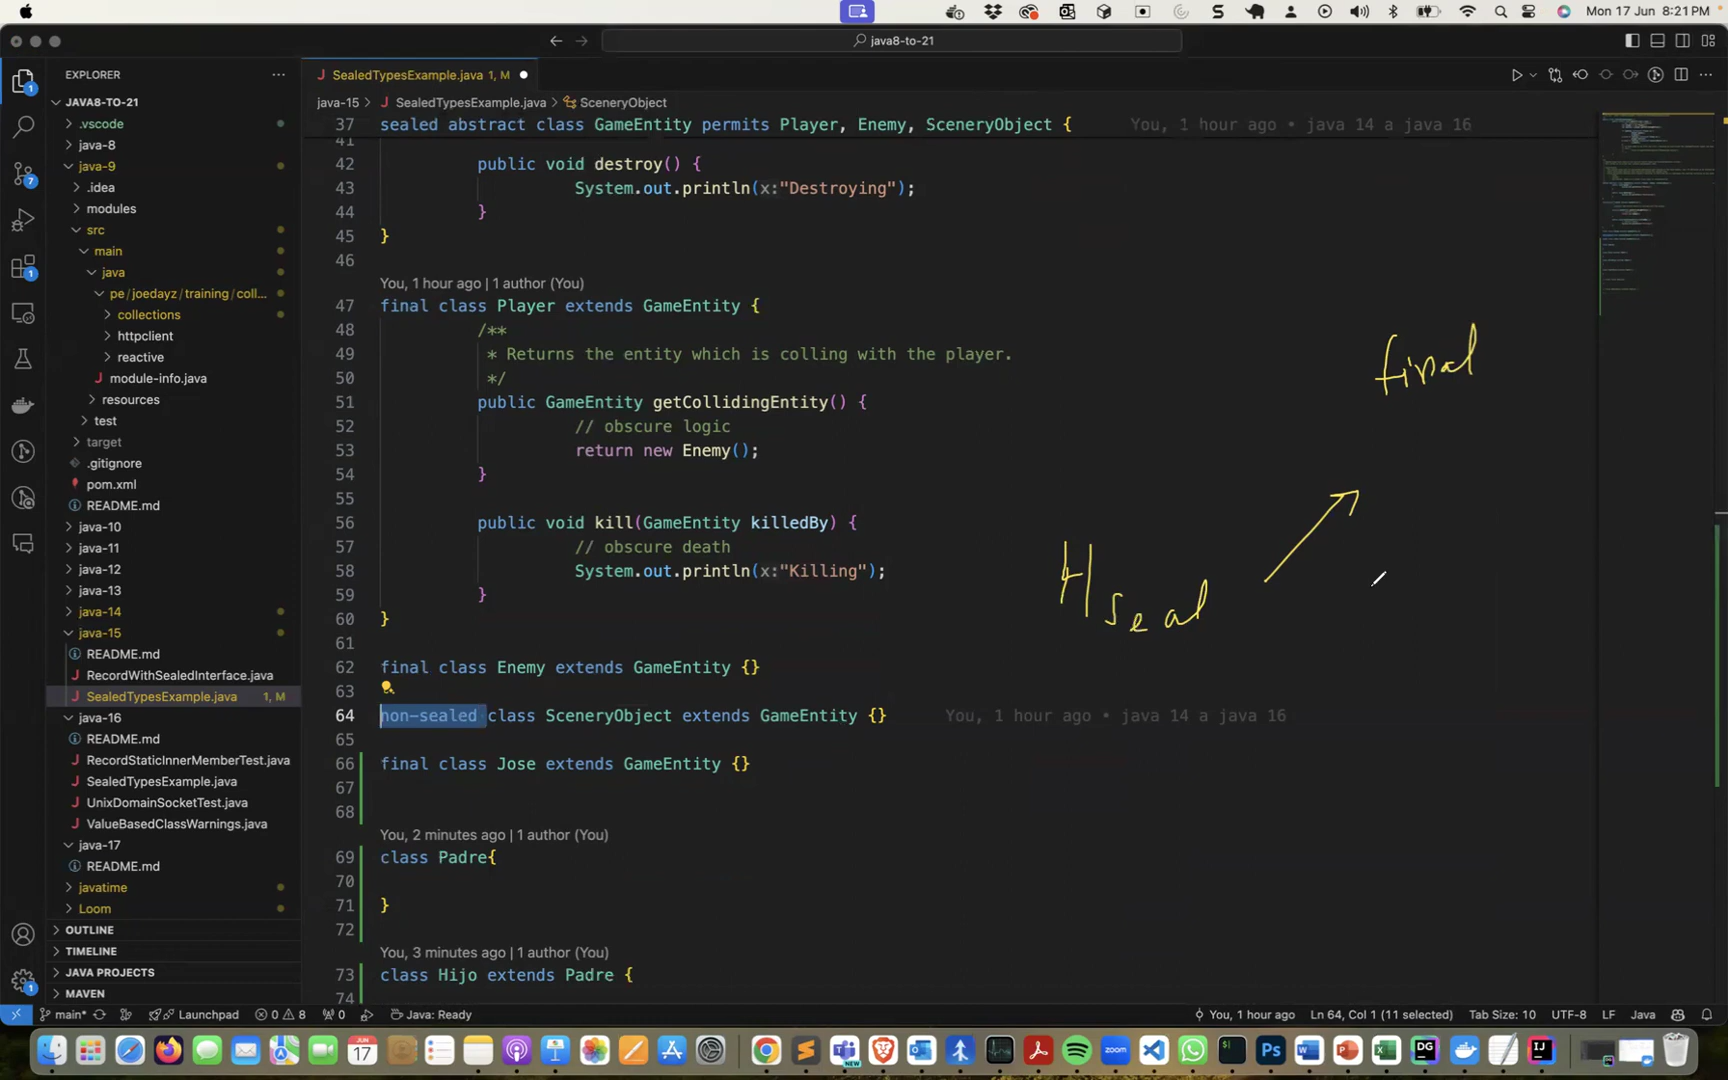 Mon 17 Jun 8:21 PM
java8-to-21
EXPLORER
JAVA8-TO-21
.vscode
java-8
java-9
.idea
modules
src
main
java
pe / joedayz / training / coll...
collections
httpclient
reactive
module-info.java
resources
test
target
.gitignore
pom.xml
README.md
java-10
java-11
java-12
java-13
java-14
java-15
README.md
RecordWithSealedInterface.java
SealedTypesExample.java 1, M
java-16
README.md
RecordStaticInnerMemberTest.java
SealedTypesExample.java
UnixDomainSocketTest.java
ValueBasedClassWarnings.java
java-17
README.md
javatime
Loom
OUTLINE
TIMELINE
JAVA PROJECTS
MAVEN
SealedTypesExample.java 1, M
java-15 > SealedTypesExample.java > SceneryObject
37 sealed abstract class GameEntity permits Player, Enemy, SceneryObject { You, 1 hour ago • java 14 a java 16
41
42 public void destroy() {
43 System.out.println(x:"Destroying");
44 }
45 }
46
You, 1 hour ago | 1 author (You)
47 final class Player extends GameEntity {
48 /**
49 * Returns the entity which is colling with the player.
50 */
51 public GameEntity getCollidingEntity() {
52 // obscure logic
53 return new Enemy();
54 }
55
56 public void kill(GameEntity killedBy) {
57 // obscure death
58 System.out.println(x:"Killing");
59 }
60 }
61
62 final class Enemy extends GameEntity {}
63
64 non-sealed class SceneryObject extends GameEntity {} You, 1 hour ago • java 14 a java 16
65
66 final class Jose extends GameEntity {}
67
68
You, 2 minutes ago | 1 author (You)
69 class Padre{
70
71 }
72
You, 3 minutes ago | 1 author (You)
73 class Hijo extends Padre {
74
final
H seal
main* Launchpad 0 8 0 Java: Ready
You, 1 hour ago Ln 64, Col 1 (11 selected) Tab Size: 10 UTF-8 LF Java